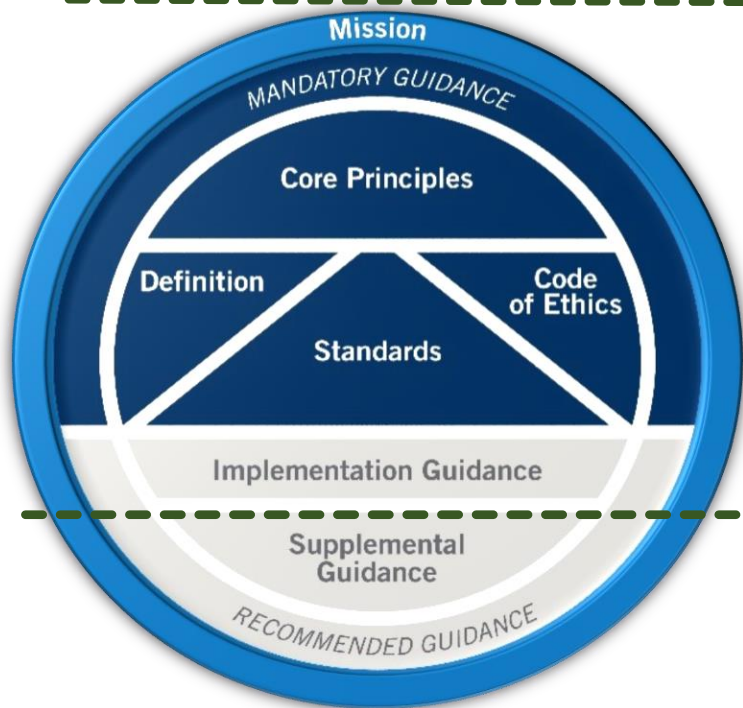 Mission
MANDATORY GUIDANCE
Core Principles
Definition
Code
of Ethics
Standards
Implementation Guidance
Supplemental
Guidance
RECOMMENDED GUIDANCE